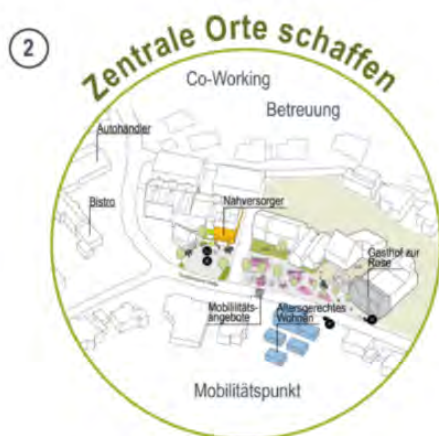 2
Zentrale Orte schaffen
Co-Working
Betreuung
Autohändler
Nahversorger
Bistro
Gasthof zur
Rose
Mobilitäts-
angebote
Altersgerechtes
Wohnen
Mobilitätspunkt